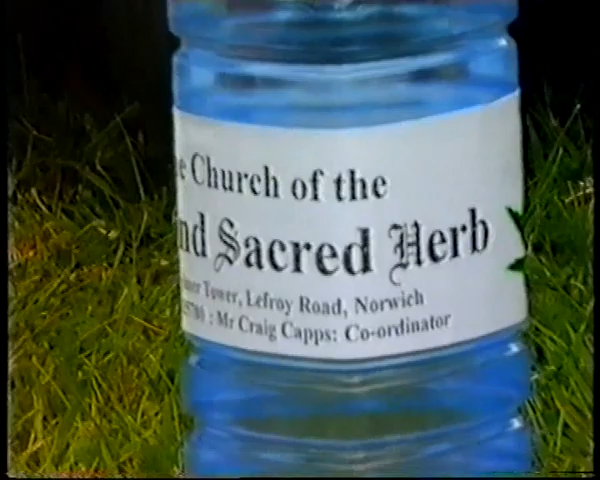 Church of the
Sacred Herb
Tower, Lefroy Road, Norwich
: Mr Craig Capps: Co-ordinator